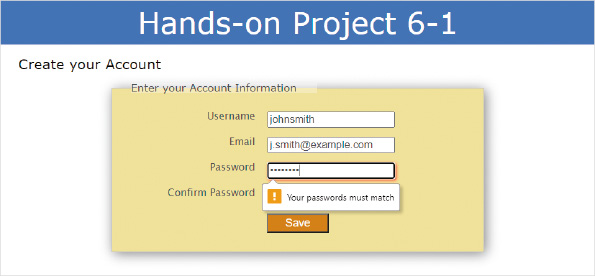 Hands-on Project 6-1
Create your Account
Enter your Account Information
Username johnsmith
Email j.smith@example.com
Password --------
Confirm Password
! Your passwords must match
Save